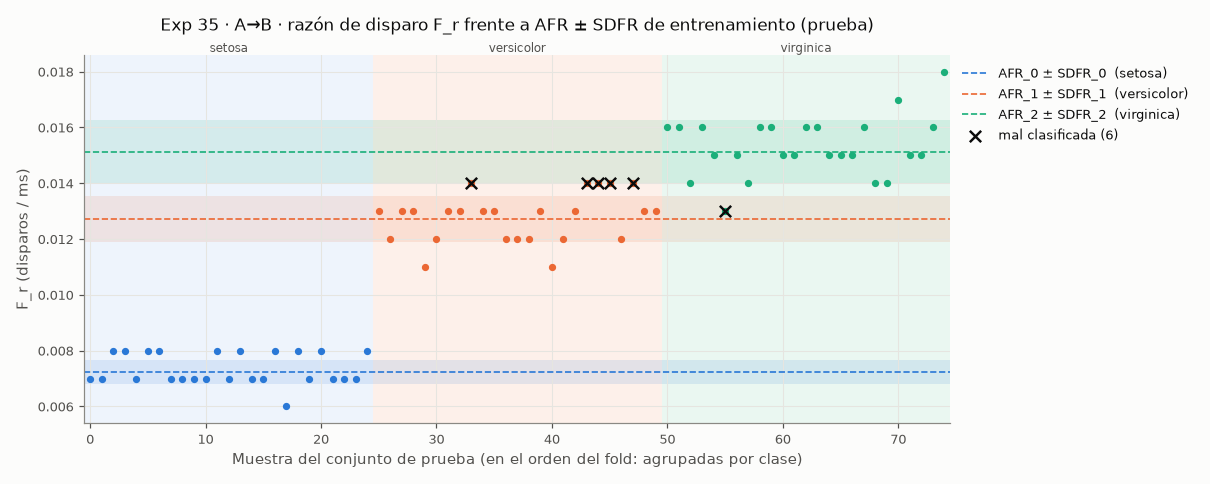 Exp 35 · A→B · razón de disparo F_r frente a AFR ± SDFR de entrenamiento (prueba)
setosa versicolor virginica
AFR_0 ± SDFR_0 (setosa)
AFR_1 ± SDFR_1 (versicolor)
AFR_2 ± SDFR_2 (virginica)
mal clasificada (6)
F_r (disparos / ms)
0.018
0.016
0.014
0.012
0.010
0.008
0.006
0 10 20 30 40 50 60 70
Muestra del conjunto de prueba (en el orden del fold: agrupadas por clase)